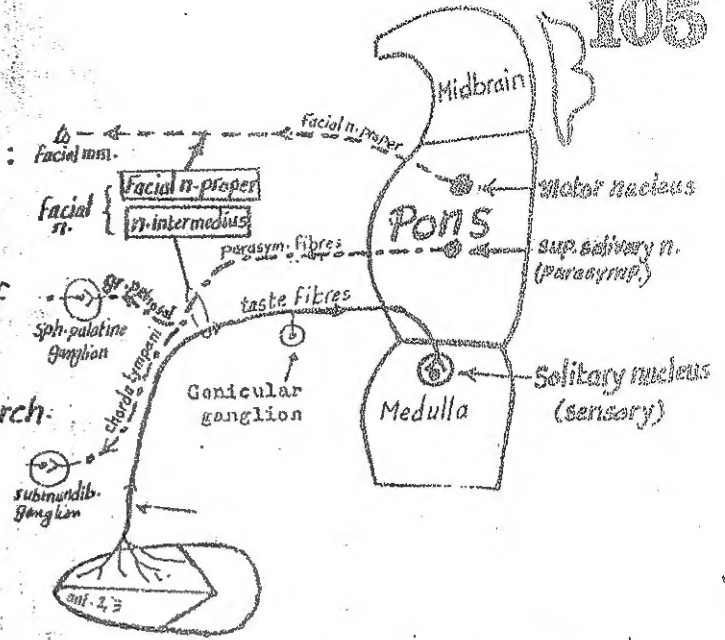 105
Midbrain
to
Facial mm.
:
facial n. proper
Facial n. proper
n. intermedius
Facial
n.
motor nucleus
Pons
parasym. fibres
sup. salivary n.
(parasymp.)
gr. petrosal
Sph. palatine
ganglion
taste fibres
chorda tympani
Genicular
ganglion
Solitary nucleus
(sensory)
Medulla
rch.
submandib.
ganglion
ant. 2/3